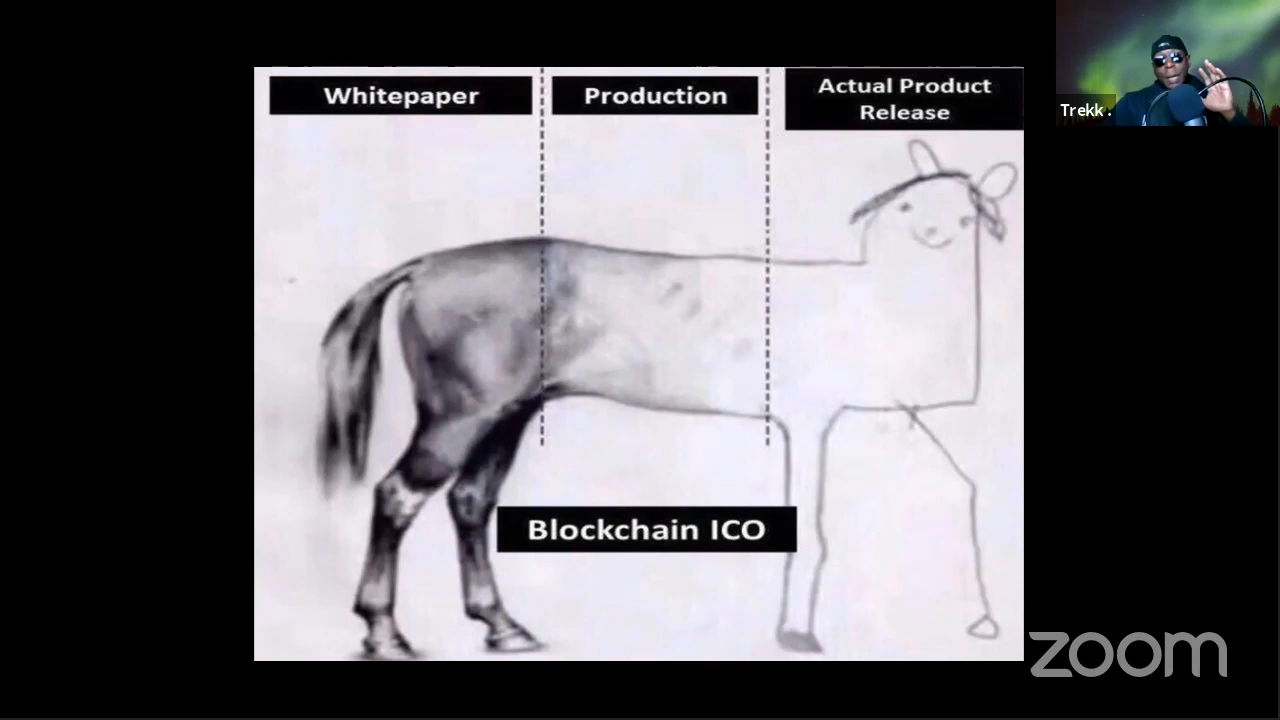 Whitepaper
Production
Actual Product
Release
Trekk .
Blockchain ICO
zoom